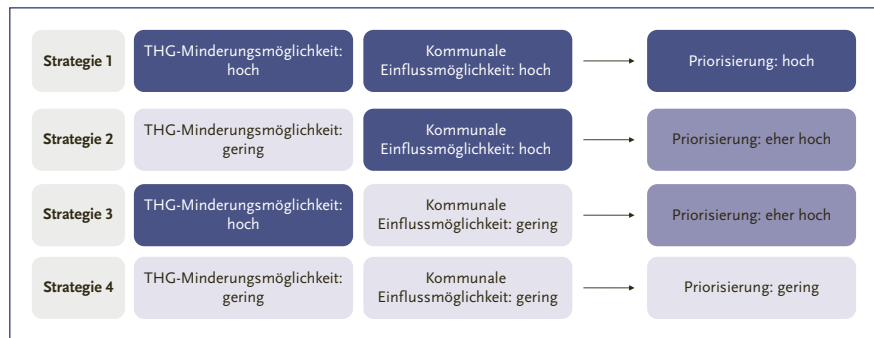 Strategie 1
THG-Minderungsmöglichkeit:
hoch
Kommunale
Einflussmöglichkeit: hoch
Priorisierung: hoch
Strategie 2
THG-Minderungsmöglichkeit:
gering
Kommunale
Einflussmöglichkeit: hoch
Priorisierung: eher hoch
Strategie 3
THG-Minderungsmöglichkeit:
hoch
Kommunale
Einflussmöglichkeit: gering
Priorisierung: eher hoch
Strategie 4
THG-Minderungsmöglichkeit:
gering
Kommunale
Einflussmöglichkeit: gering
Priorisierung: gering